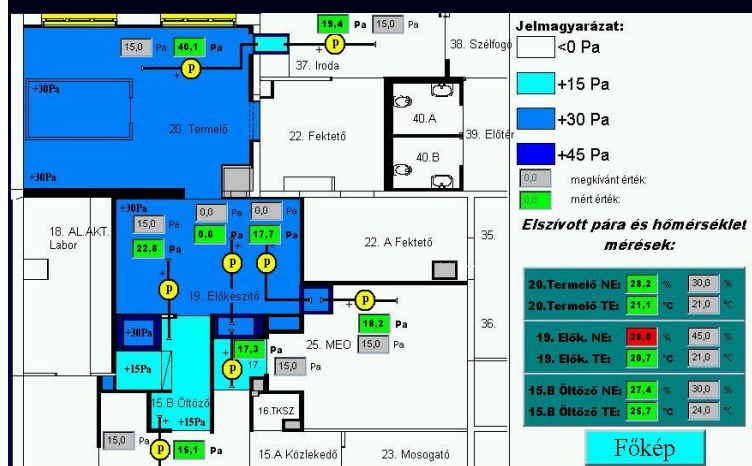 15,0 Pa 40,1 Pa
19,4 Pa 15,0 Pa
P
P
37. Iroda
38. Szélfogó
+30Pa
20. Termelő
22. Fektető
40.A
40.B
39. Előtér
+30Pa
18. AL.AKT.
Labor
+30Pa
15,0 Pa
22,8 Pa
0,0 Pa
0,0 Pa
0,0 Pa
17,7 Pa
P
P
P
19. Előkészítő
22. A Fektető
35.
P
18,2 Pa
15,0 Pa
25. MEO
36.
+30Pa
+15Pa
17,3 Pa
15,0 Pa
P
17.
15.B Öltöző
+15Pa
16.TKSZ
15,0 Pa
P
15,1 Pa
15.A Közlekedő
23. Mosogató
Jelmagyarázat:
<0 Pa
+15 Pa
+30 Pa
+45 Pa
0,0 megkívánt érték:
0,0 mért érték:
Elszívott pára és hőmérséklet
mérések:
20.Termelő NE: 28,2 % 30,0 %
20.Termelő TE: 21,1 °C 21,0 °C
19. Elők. NE: 28,0 % 45,0 %
19. Elők. TE: 20,7 °C 21,0 °C
15.B Öltöző NE: 27,4 % 30,0 %
15.B Öltöző TE: 25,7 °C 24,0 °C
Főkép